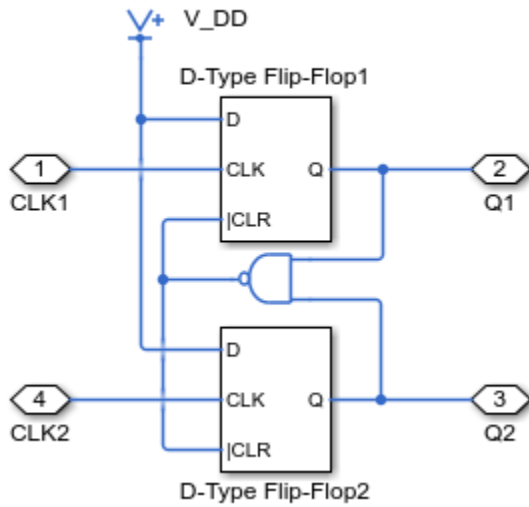 V_DD
D-Type Flip-Flop1
D
1
CLK
Q
2
CLK1
Q1
|CLR
D
4
CLK
Q
3
CLK2
Q2
|CLR
D-Type Flip-Flop2